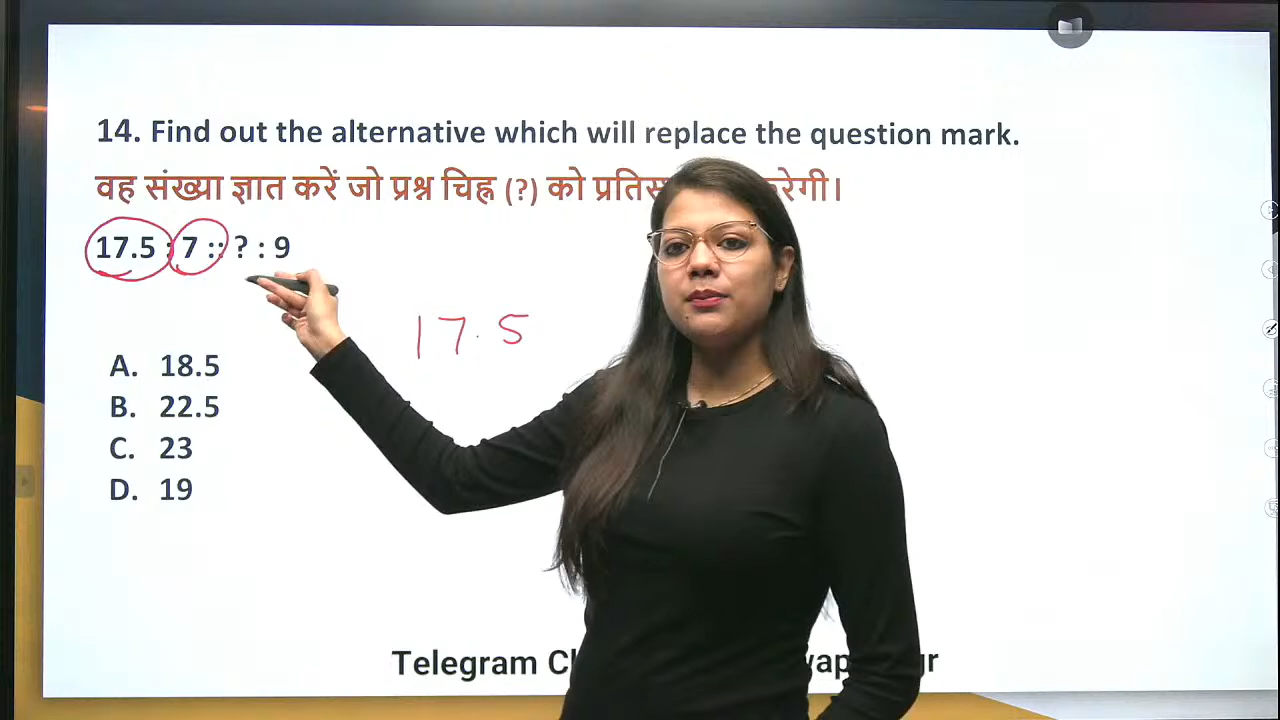 14. Find out the alternative which will replace the question mark.
वह संख्या ज्ञात करें जो प्रश्न चिह्न (?) को
17.5 : 7 :: ? : 9
17.5
A. 18.5
B. 22.5
C. 23
D. 19
Telegram